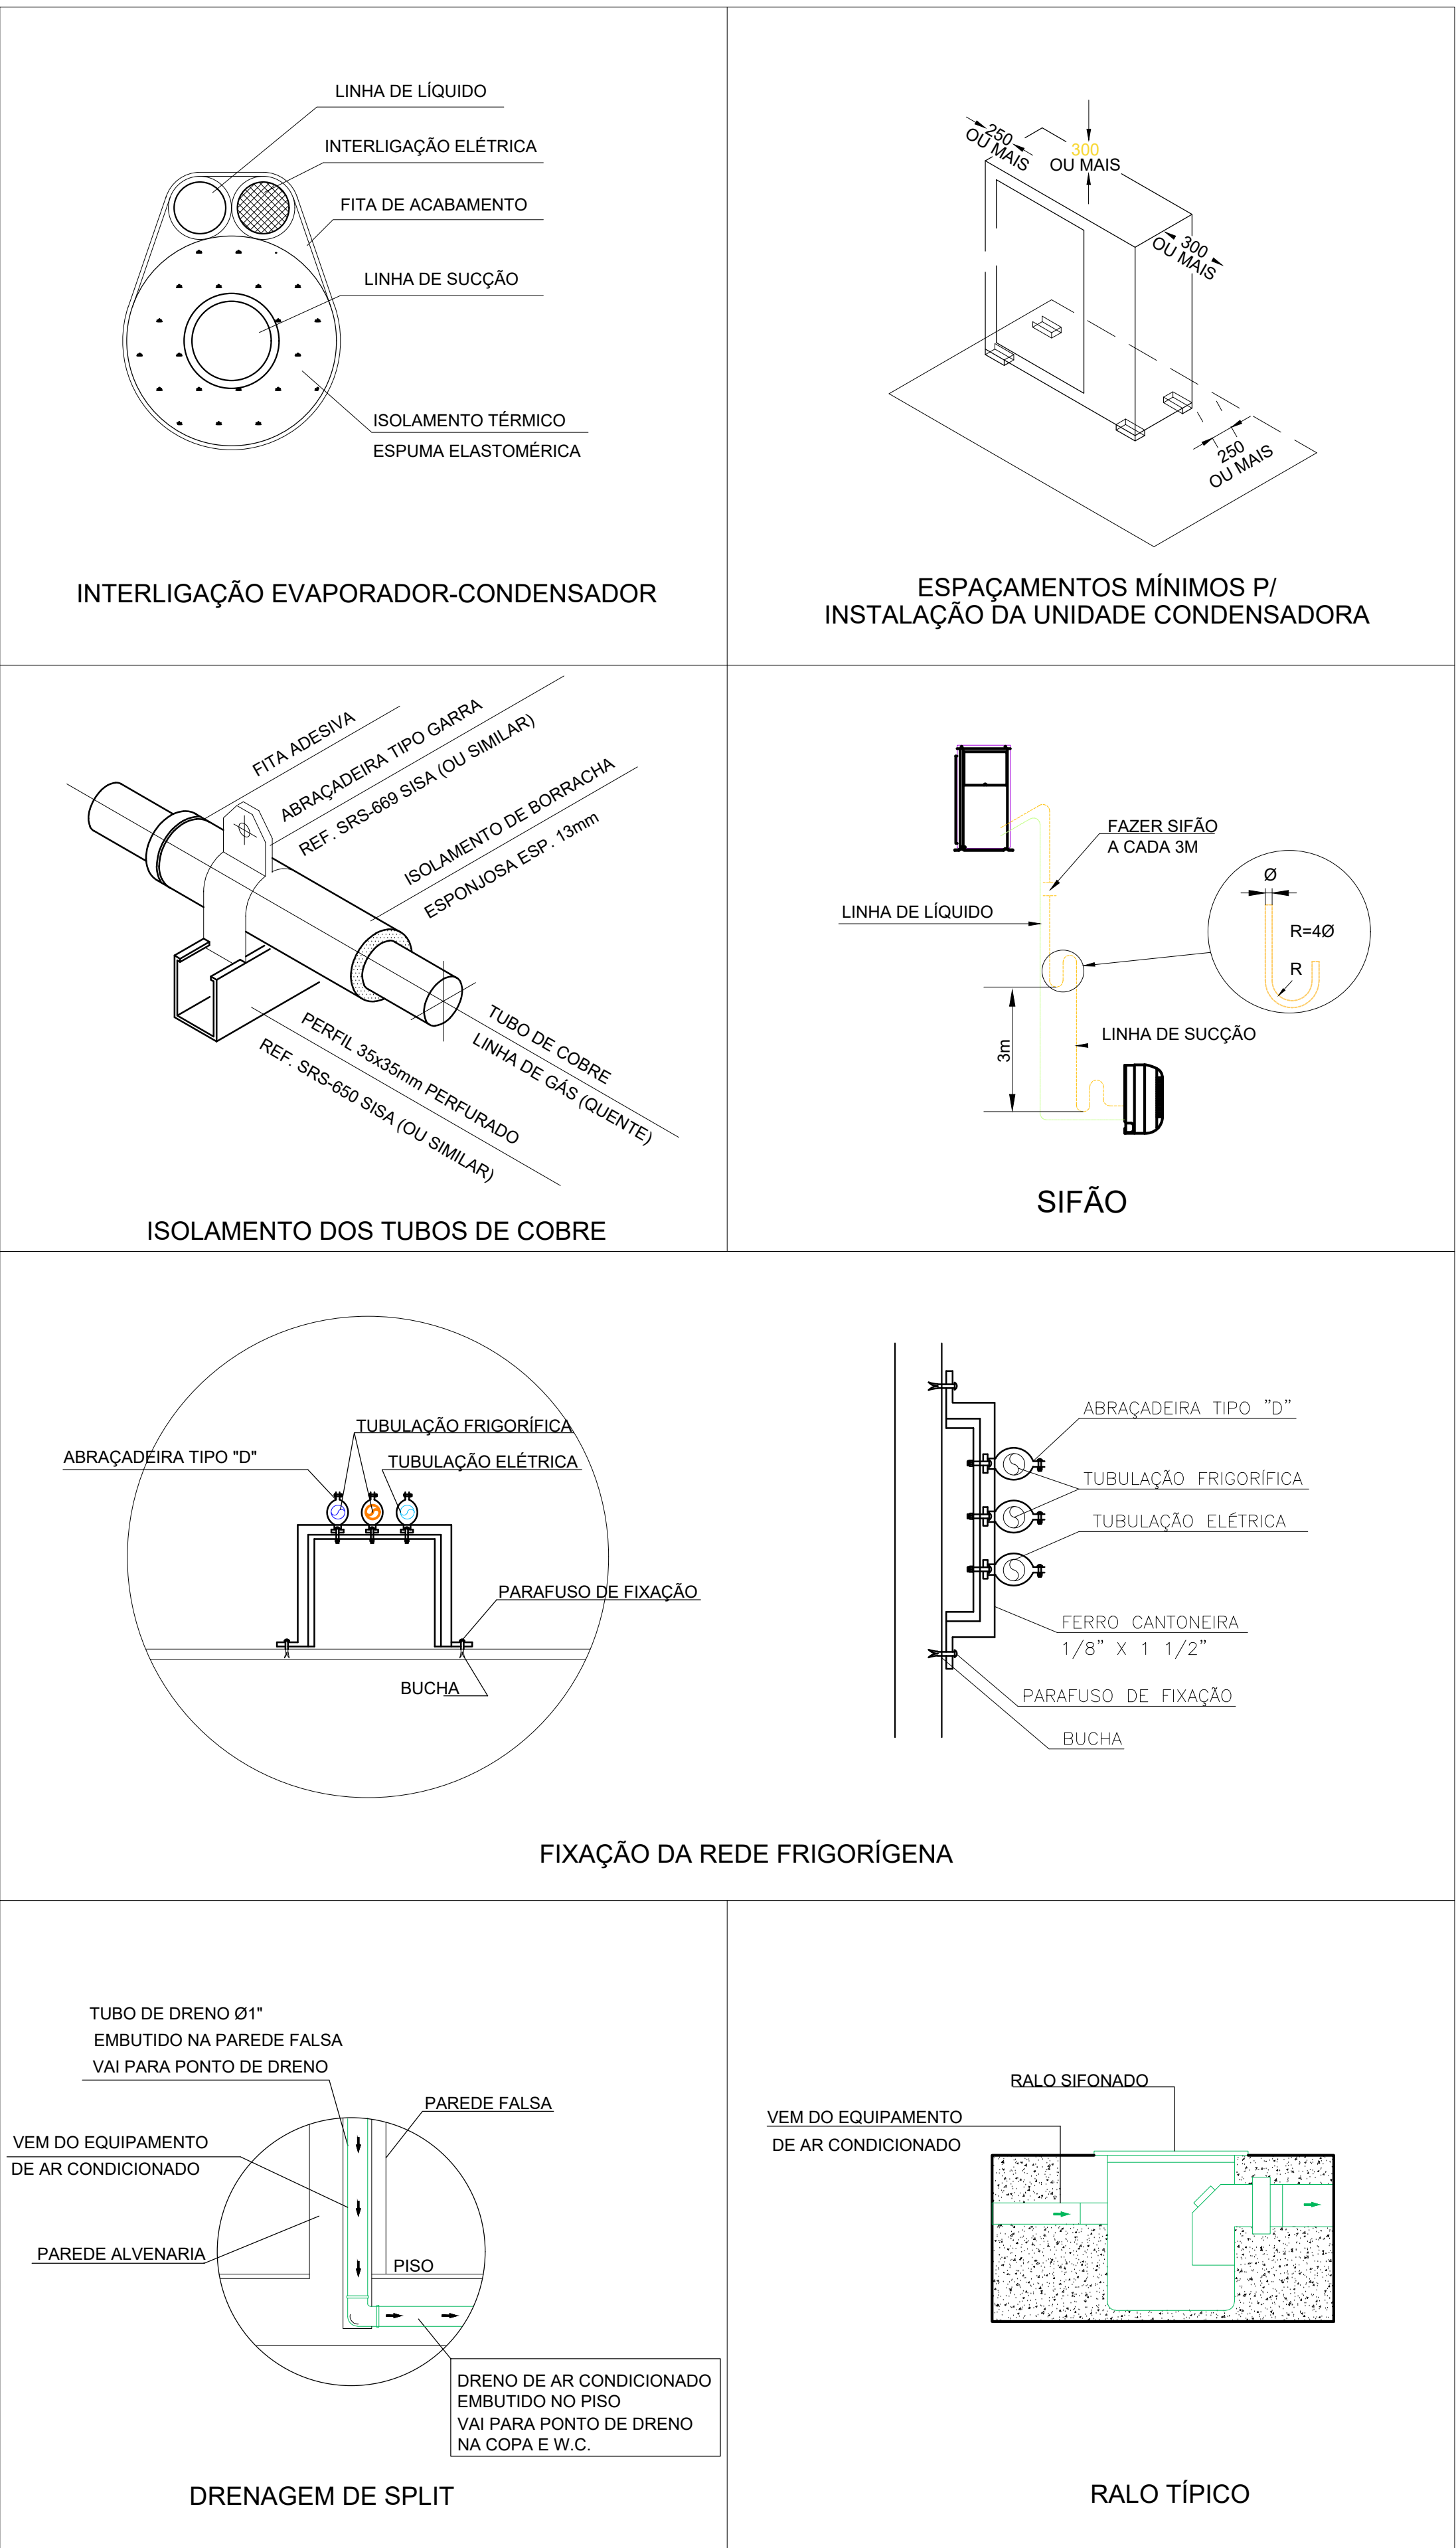 LINHA DE LÍQUIDO
INTERLIGAÇÃO ELÉTRICA
FITA DE ACABAMENTO
LINHA DE SUCÇÃO
ISOLAMENTO TÉRMICO
ESPUMA ELASTOMÉRICA
INTERLIGAÇÃO EVAPORADOR-CONDENSADOR
250
OU MAIS
300
OU MAIS
300
OU MAIS
250
OU MAIS
ESPAÇAMENTOS MÍNIMOS P/
INSTALAÇÃO DA UNIDADE CONDENSADORA
FITA ADESIVA
ABRAÇADEIRA TIPO GARRA
REF. SRS-669 SISA (OU SIMILAR)
ISOLAMENTO DE BORRACHA
ESPONJOSA ESP. 13mm
TUBO DE COBRE
LINHA DE GÁS (QUENTE)
PERFIL 35x35mm PERFURADO
REF. SRS-650 SISA (OU SIMILAR)
ISOLAMENTO DOS TUBOS DE COBRE
FAZER SIFÃO
A CADA 3M
LINHA DE LÍQUIDO
Ø
R=4Ø
R
LINHA DE SUCÇÃO
3m
SIFÃO
TUBULAÇÃO FRIGORÍFICA
ABRAÇADEIRA TIPO "D"
TUBULAÇÃO ELÉTRICA
PARAFUSO DE FIXAÇÃO
BUCHA
ABRAÇADEIRA TIPO "D"
TUBULAÇÃO FRIGORÍFICA
TUBULAÇÃO ELÉTRICA
FERRO CANTONEIRA
1/8" X 1 1/2"
PARAFUSO DE FIXAÇÃO
BUCHA
FIXAÇÃO DA REDE FRIGORÍGENA
TUBO DE DRENO Ø1"
EMBUTIDO NA PAREDE FALSA
VAI PARA PONTO DE DRENO
PAREDE FALSA
VEM DO EQUIPAMENTO
DE AR CONDICIONADO
PAREDE ALVENARIA
PISO
DRENO DE AR CONDICIONADO
EMBUTIDO NO PISO
VAI PARA PONTO DE DRENO
NA COPA E W.C.
DRENAGEM DE SPLIT
RALO SIFONADO
VEM DO EQUIPAMENTO
DE AR CONDICIONADO
RALO TÍPICO